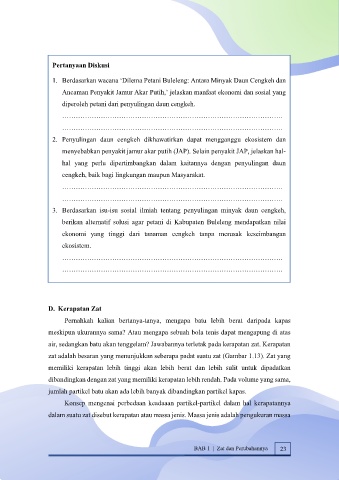 Pertanyaan Diskusi
1. Berdasarkan wacana 'Dilema Petani Buleleng: Antara Minyak Daun Cengkeh dan
Ancaman Penyakit Jamur Akar Putih,' jelaskan manfaat ekonomi dan sosial yang
diperoleh petani dari penyulingan daun cengkeh.
2. Penyulingan daun cengkeh dikhawatirkan dapat mengganggu ekosistem dan
menyebabkan penyakit jamur akar putih (JAP). Selain penyakit JAP, jelaskan hal-
hal yang perlu dipertimbangkan dalam kaitannya dengan penyulingan daun
cengkeh, baik bagi lingkungan maupun Masyarakat.
3. Berdasarkan isu-isu sosial ilmiah tentang penyulingan minyak daun cengkeh,
berikan alternatif solusi agar petani di Kabupaten Buleleng mendapatkan nilai
ekonomi yang tinggi dari tanaman cengkeh tanpa merusak keseimbangan
ekosistem.
D. Kerapatan Zat
Pernahkah kalian bertanya-tanya, mengapa batu lebih berat daripada kapas
meskipun ukurannya sama? Atau mengapa sebuah bola tenis dapat mengapung di atas
air, sedangkan batu akan tenggelam? Jawabannya terletak pada kerapatan zat. Kerapatan
zat adalah besaran yang menunjukkan seberapa padat suatu zat (Gambar 1.13). Zat yang
memiliki kerapatan lebih tinggi akan lebih berat dan lebih sulit untuk dipadatkan
dibandingkan dengan zat yang memiliki kerapatan lebih rendah. Pada volume yang sama,
jumlah partikel batu akan ada lebih banyak dibandingkan partikel kapas.
Konsep mengenai perbedaan keadaaan partikel-partikel dalam hal kerapatannya
dalam suatu zat disebut kerapatan atau massa jenis. Massa jenis adalah pengukuran massa
BAB 1 | Zat dan Perubahannya 23